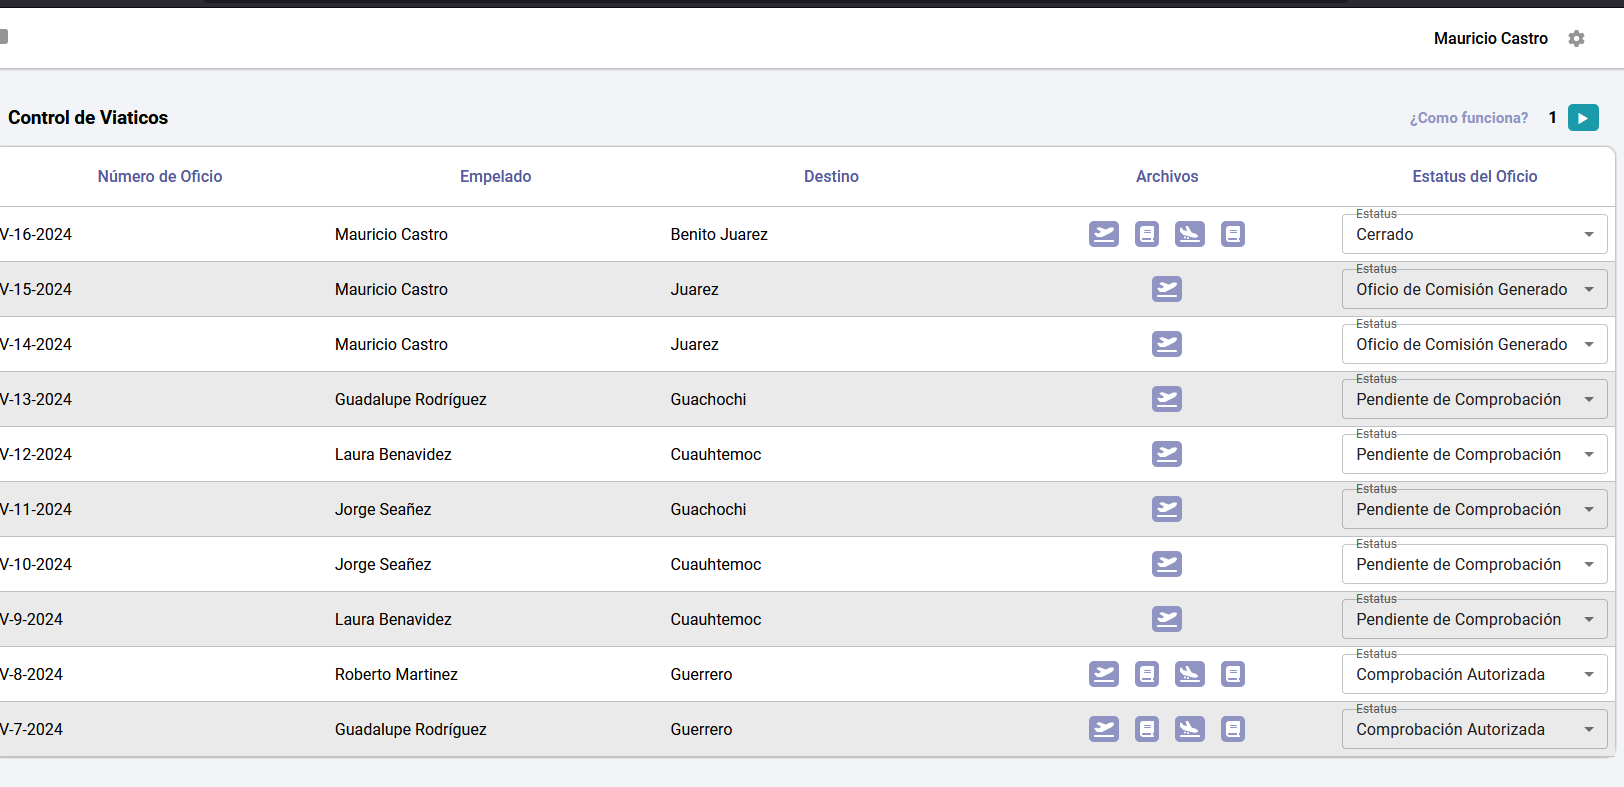 Mauricio Castro
Control de Viaticos
¿Como funciona? 1
Número de Oficio Empelado Destino Archivos Estatus del Oficio
V-16-2024 Mauricio Castro Benito Juarez Estatus Cerrado
V-15-2024 Mauricio Castro Juarez Estatus Oficio de Comisión Generado
V-14-2024 Mauricio Castro Juarez Estatus Oficio de Comisión Generado
V-13-2024 Guadalupe Rodríguez Guachochi Estatus Pendiente de Comprobación
V-12-2024 Laura Benavidez Cuauhtemoc Estatus Pendiente de Comprobación
V-11-2024 Jorge Seañez Guachochi Estatus Pendiente de Comprobación
V-10-2024 Jorge Seañez Cuauhtemoc Estatus Pendiente de Comprobación
V-9-2024 Laura Benavidez Cuauhtemoc Estatus Pendiente de Comprobación
V-8-2024 Roberto Martinez Guerrero Estatus Comprobación Autorizada
V-7-2024 Guadalupe Rodríguez Guerrero Estatus Comprobación Autorizada